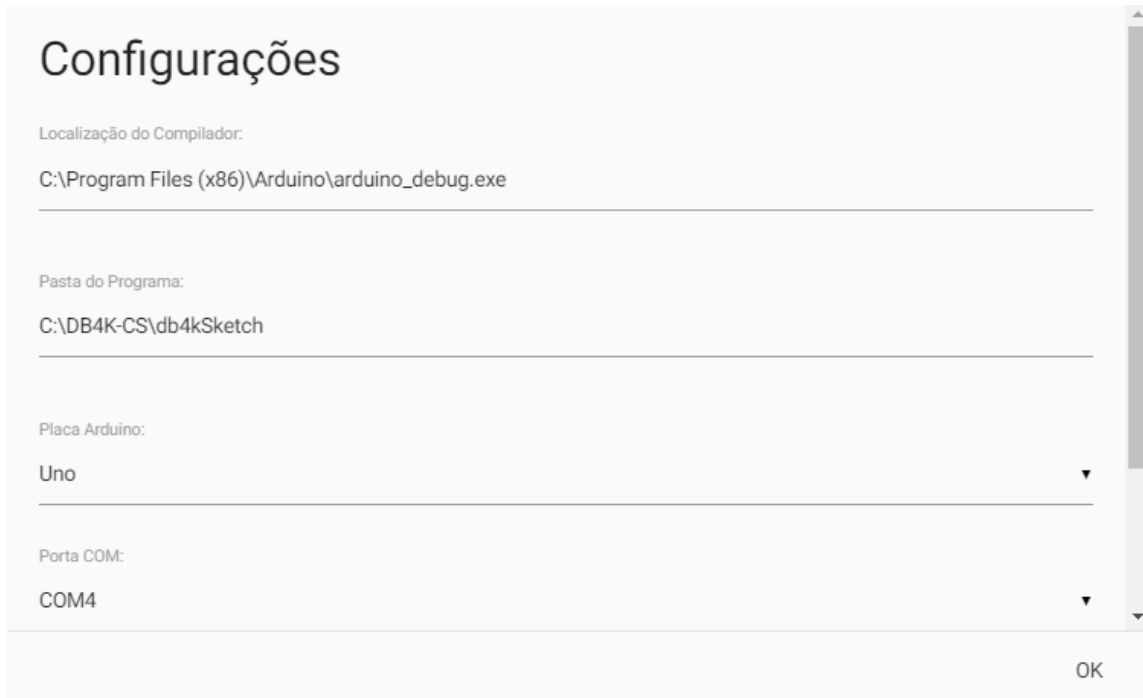 Configurações
Localização do Compilador:
C:\Program Files (x86)\Arduino\arduino_debug.exe
Pasta do Programa:
C:\DB4K-CS\db4kSketch
Placa Arduino:
Uno
Porta COM:
COM4
OK